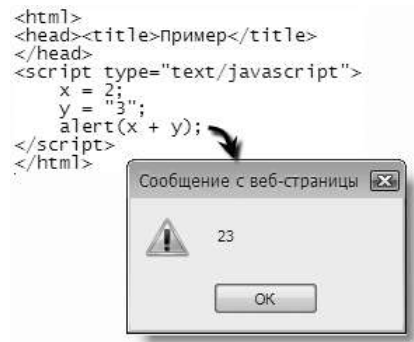 <html>
<head><title>Пример</title>
</head>
<script type="text/javascript">
x = 2;
y = "3";
alert(x + y);
</script>
</html>
Сообщение с веб-страницы
23
OK